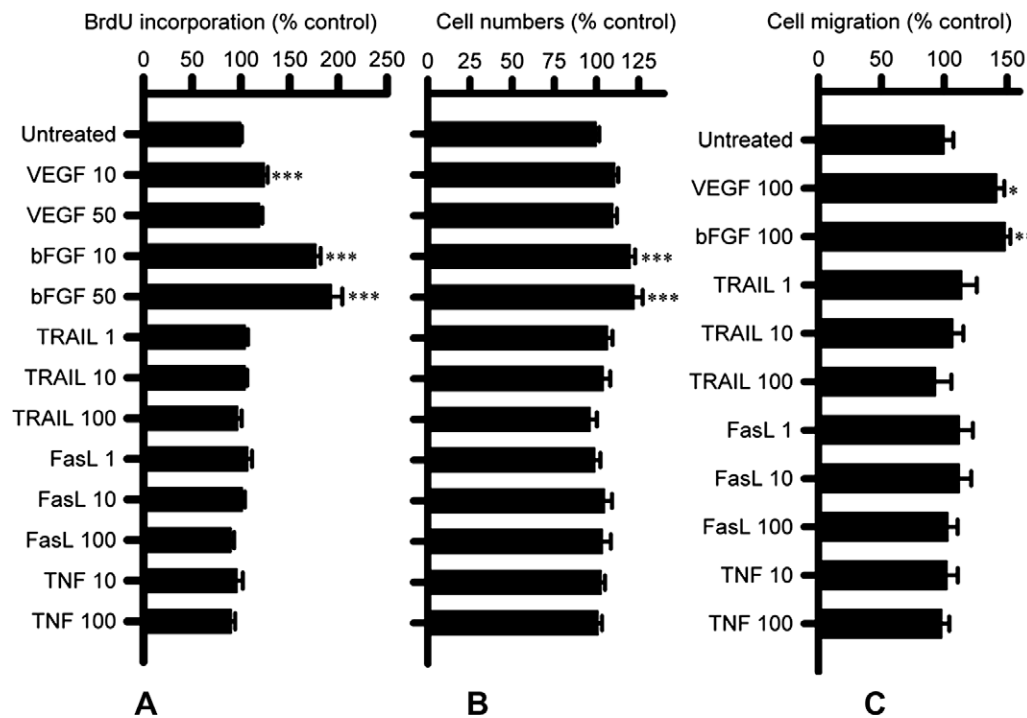 BrdU incorporation (% control)
0 50 100 150 200 250
Untreated
VEGF 10
***
VEGF 50
bFGF 10
***
bFGF 50
***
TRAIL 1
TRAIL 10
TRAIL 100
FasL 1
FasL 10
FasL 100
TNF 10
TNF 100
A
Cell numbers (% control)
0 25 50 75 100 125
***
***
B
Cell migration (% control)
0 50 100 150
Untreated
VEGF 100
*
bFGF 100
**
TRAIL 1
TRAIL 10
TRAIL 100
FasL 1
FasL 10
FasL 100
TNF 10
TNF 100
C